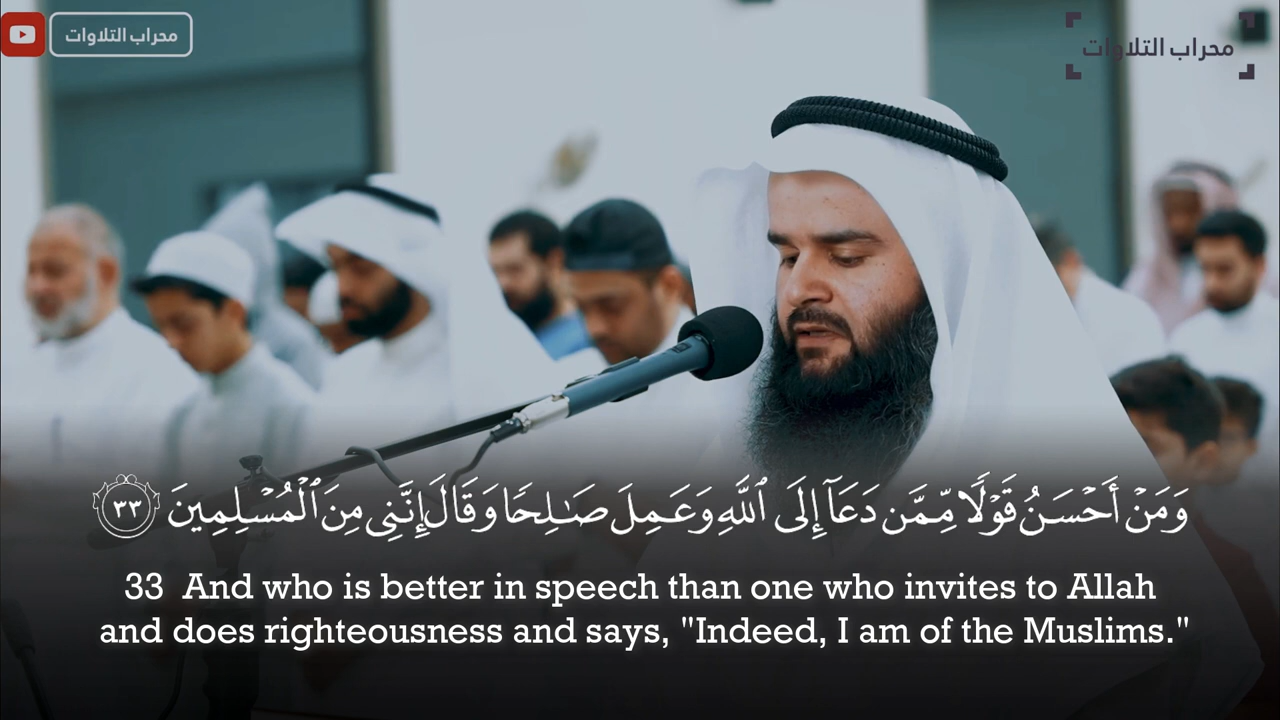 محراب التلاوات
محراب التلاوات
وَمَنْ أَحْسَنُ قَوْلًا مِّمَّن دَعَآ إِلَى ٱللَّهِ وَعَمِلَ صَـٰلِحًا وَقَالَ إِنَّنِى مِنَ ٱلْمُسْلِمِينَ ٣٣
33 And who is better in speech than one who invites to Allah
and does righteousness and says, "Indeed, I am of the Muslims."